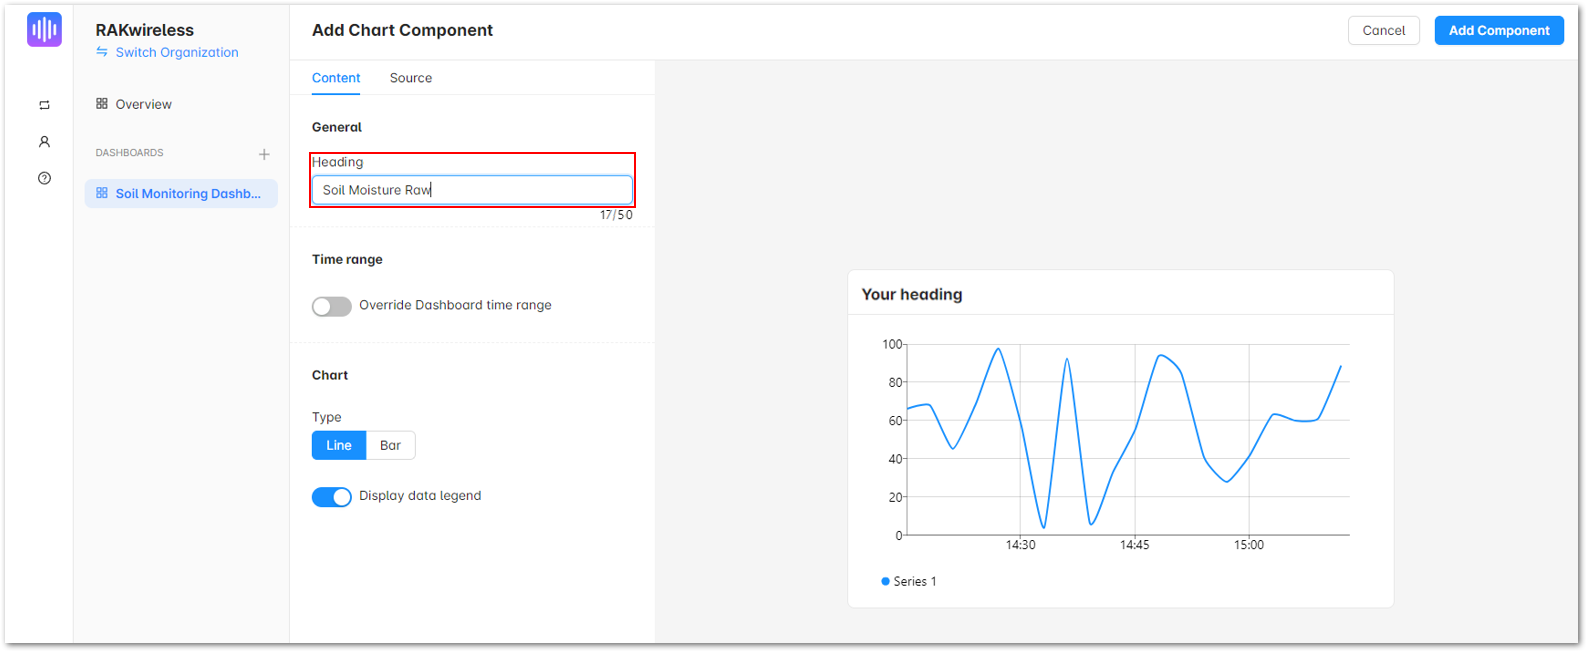 RAKwireless
Switch Organization
Overview
DASHBOARDS
Soil Monitoring Dashb...
Add Chart Component
Cancel
Add Component
Content
Source
General
Heading
Soil Moisture Raw
17/50
Time range
Override Dashboard time range
Chart
Type
Line
Bar
Display data legend
Your heading
100
80
60
40
20
0
14:30
14:45
15:00
Series 1